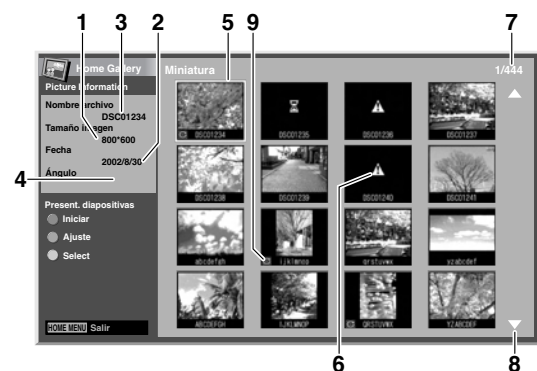 1 3 2 9 5 7
Home Gallery
Miniatura
1/444
Picture Information
Nombre archivo
DSC01234
Tamaño imagen
800*600
Fecha
2002/8/30
4
Ángulo
Present. diapositivas
Iniciar
Ajuste
Select
HOME MENU Salir
DSC01234 DSC01235 DSC01236 DSC01237
DSC01238 DSC01239 DSC01240 DSC01241
abcdefgh ijklmnop qrstuvwx yzabcdef
ABCDEFGH IJKLMNOP QRSTUVWX YZABCDEF
6 8